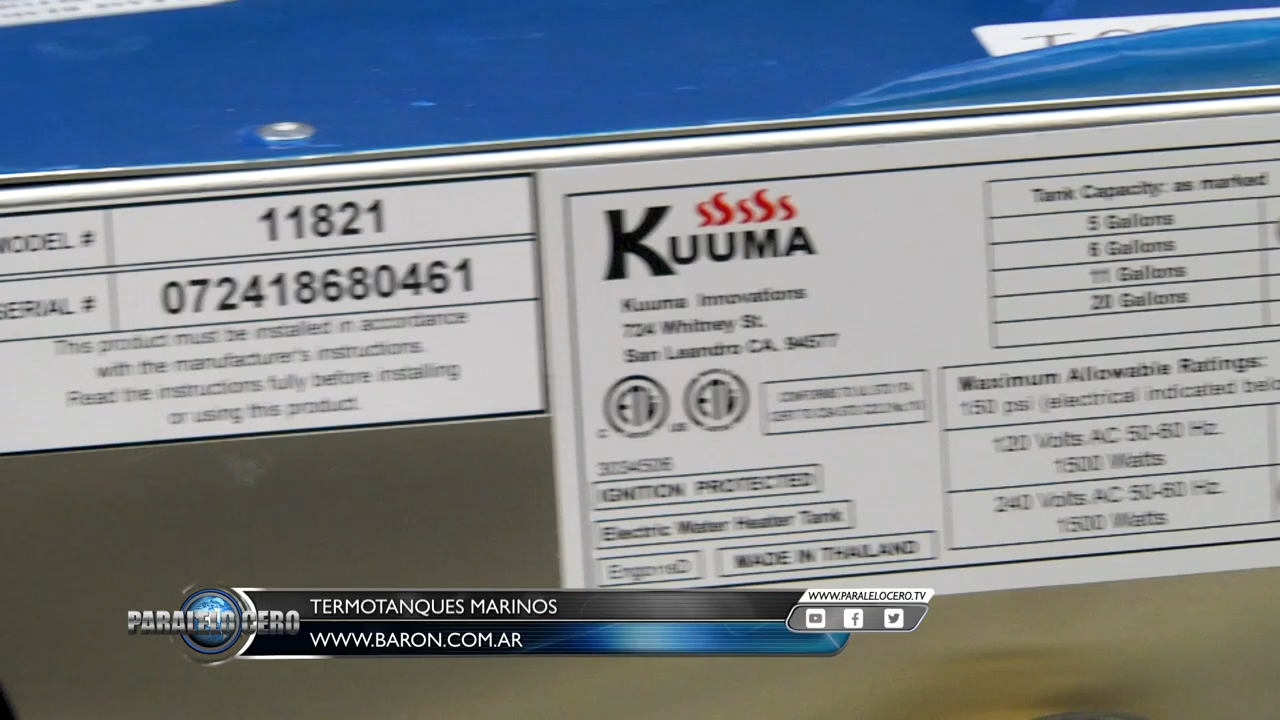 MODEL #
11821
SERIAL #
072418680461
This product must be installed in accordance
with the manufacturer's instructions.
Read the instructions fully before installing
or using this product.
KUUMA
Kuuma Innovations
734 Whitney St.
San Leandro CA. 94577
ETL
ETL
3034506
IGNITION PROTECTED
Electric Water Heater Tank
MADE IN THAILAND
Tank Capacity: as marked
5 Gallons
6 Gallons
11 Gallons
20 Gallons
Maximum Allowable Ratings:
150 psi (electrical indicated
120 Volts AC 50-60 Hz.
1500 Watts
240 Volts AC 50-60 Hz.
1500 Watts
PARALELO CERO
TERMOTANQUES MARINOS
WWW.BARON.COM.AR
WWW.PARALELOCERO.TV